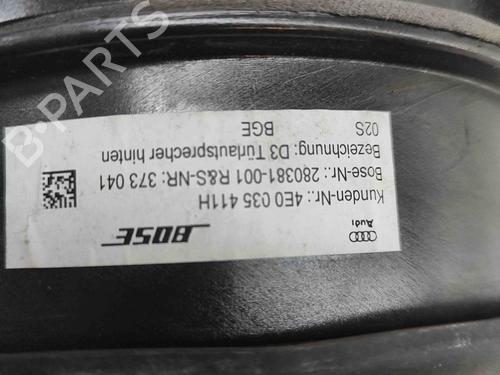 Audi
BOSE
Kunden-Nr.: 4E0 035 411H
Bose-Nr.: 280381-001 R&S-NR: 373 041
Bezeichnung: D3 Türlautsprecher hinten
BGE
02S
B-PARTS